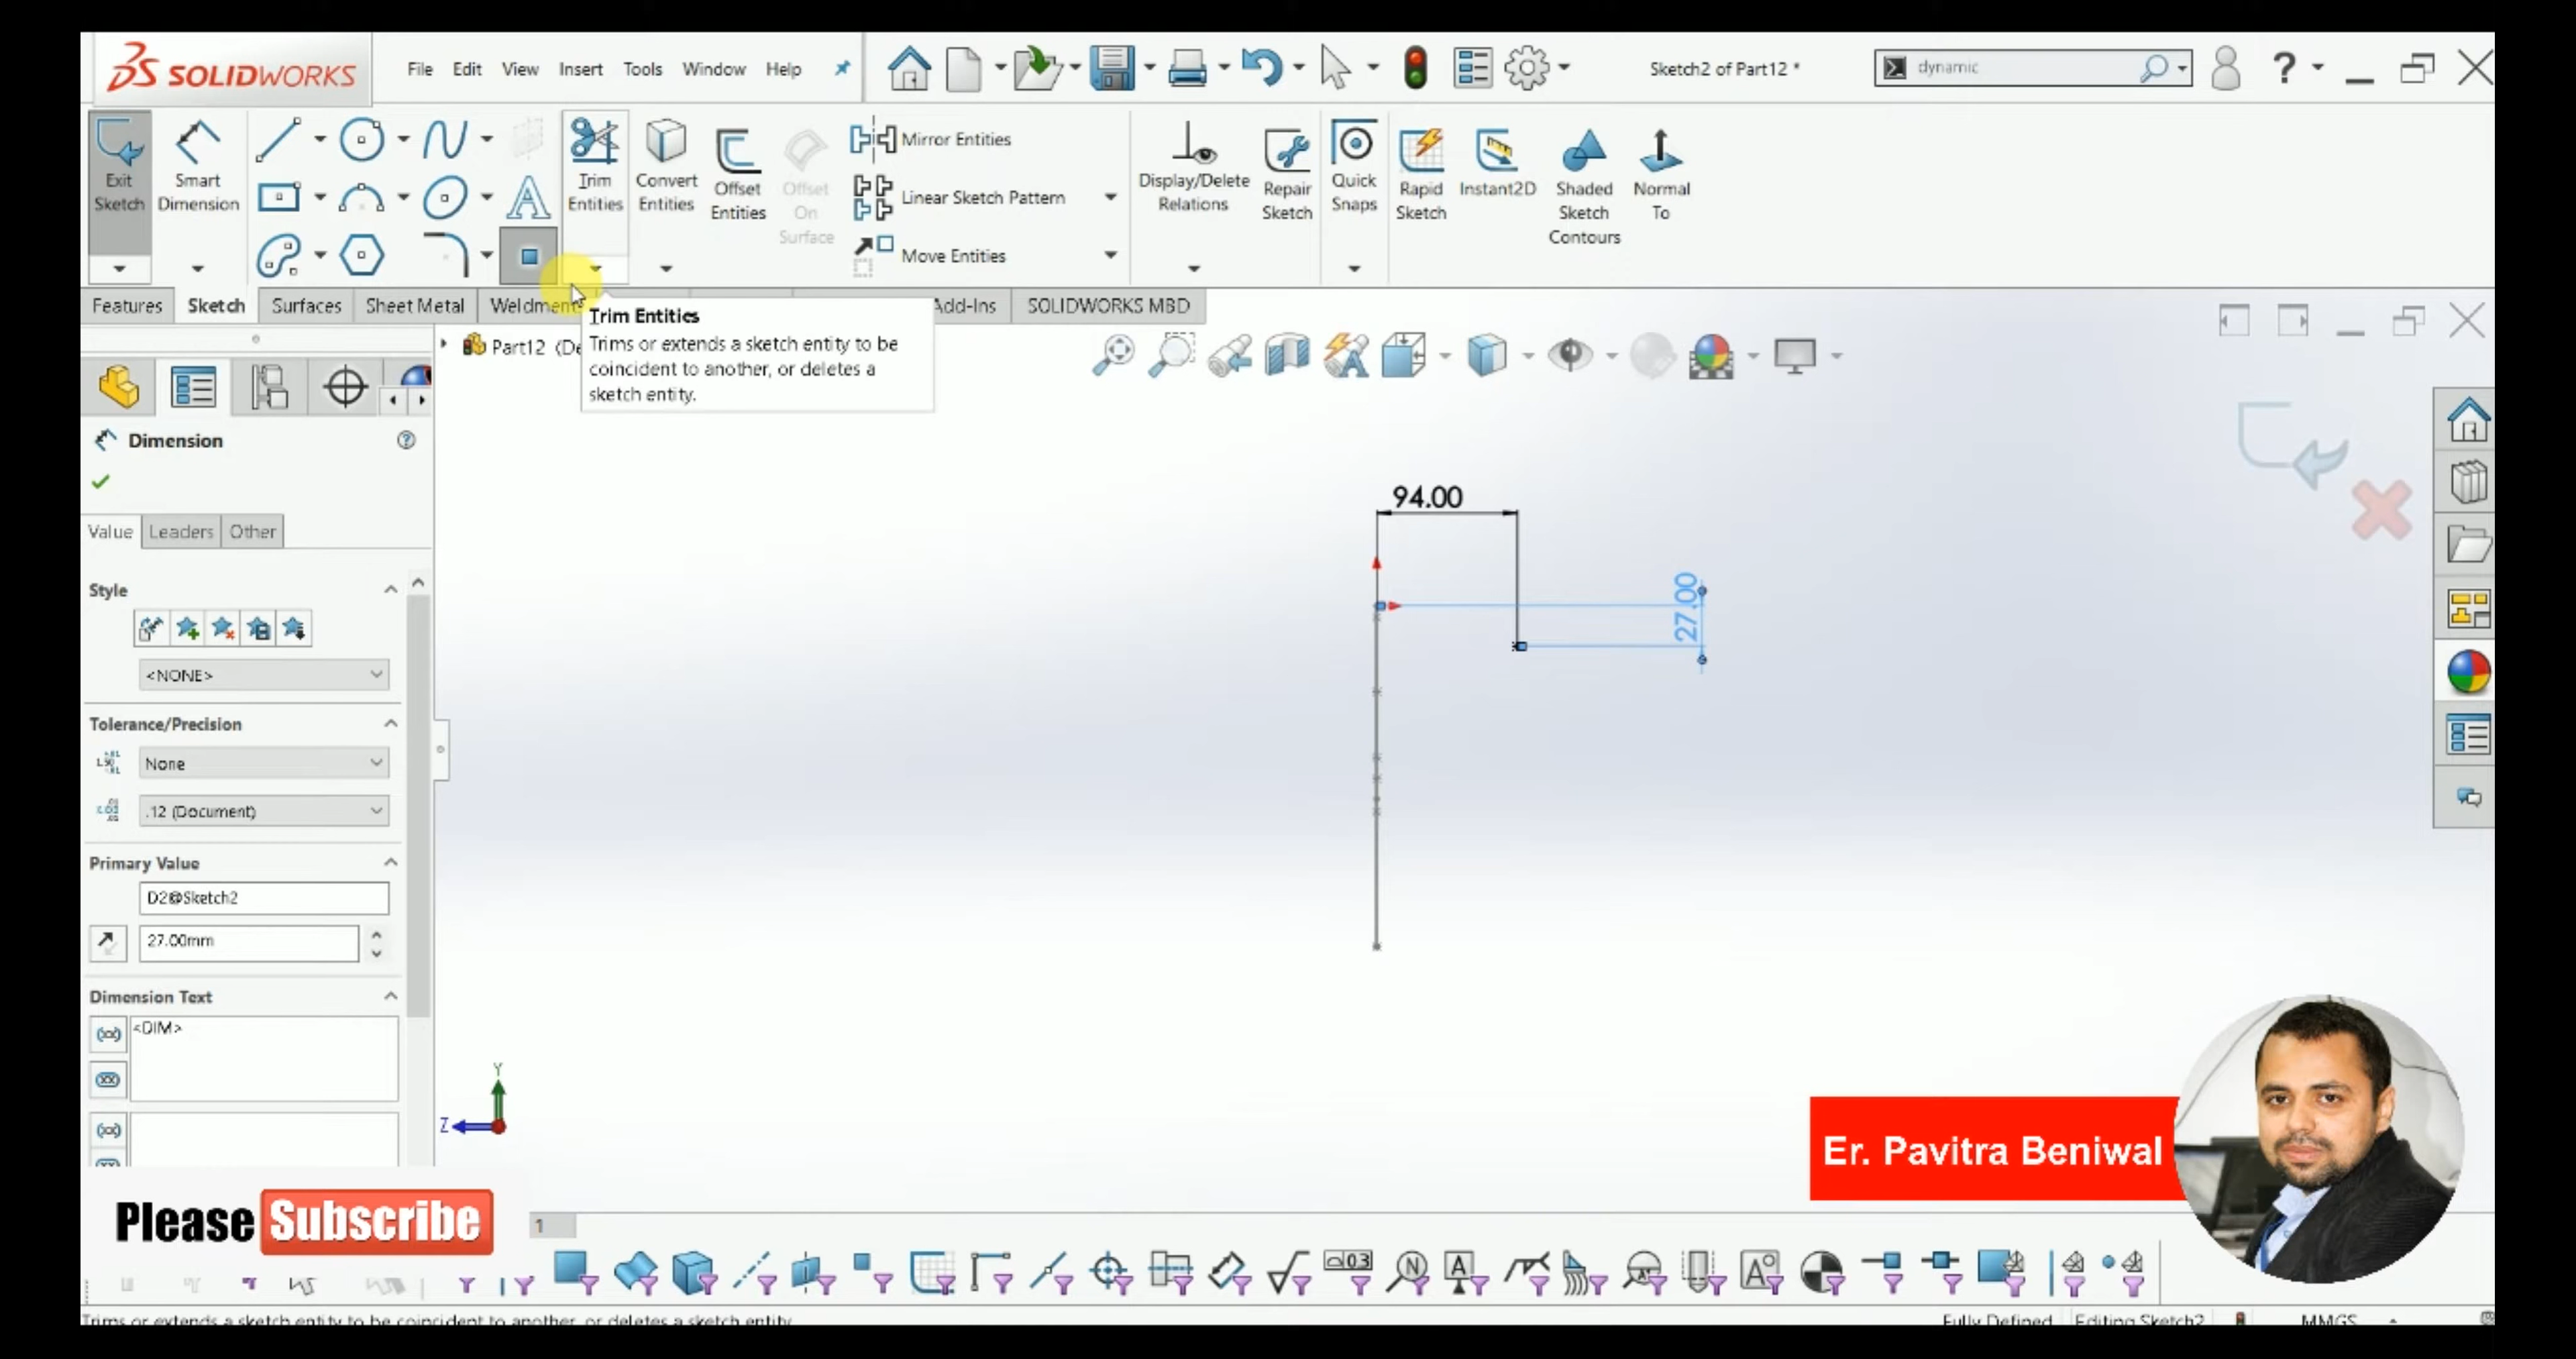 SOLIDWORKS
File Edit View Insert Tools Window Help
Sketch2 of Part12 *
dynamic
Exit Sketch
Smart Dimension
Trim Entities
Convert Entities
Offset Entities
Offset On Surface
Mirror Entities
Linear Sketch Pattern
Move Entities
Display/Delete Relations
Repair Sketch
Quick Snaps
Rapid Sketch
Instant2D
Shaded Sketch Contours
Normal To
Features Sketch Surfaces Sheet Metal Weldment Add-Ins SOLIDWORKS MBD
Trim Entities
Trims or extends a sketch entity to be
coincident to another, or deletes a
sketch entity.
Part12 (De
Dimension
Value Leaders Other
Style
<NONE>
Tolerance/Precision
None
.12 (Document)
Primary Value
D2@Sketch2
27.00mm
Dimension Text
<DIM>
94.00
27.00
Y
Z
Er. Pavitra Beniwal
Please Subscribe
1
Trims or extends a sketch entity to be coincident to another, or deletes a sketch entity.
Fully Defined Editing Sketch2 MMGS